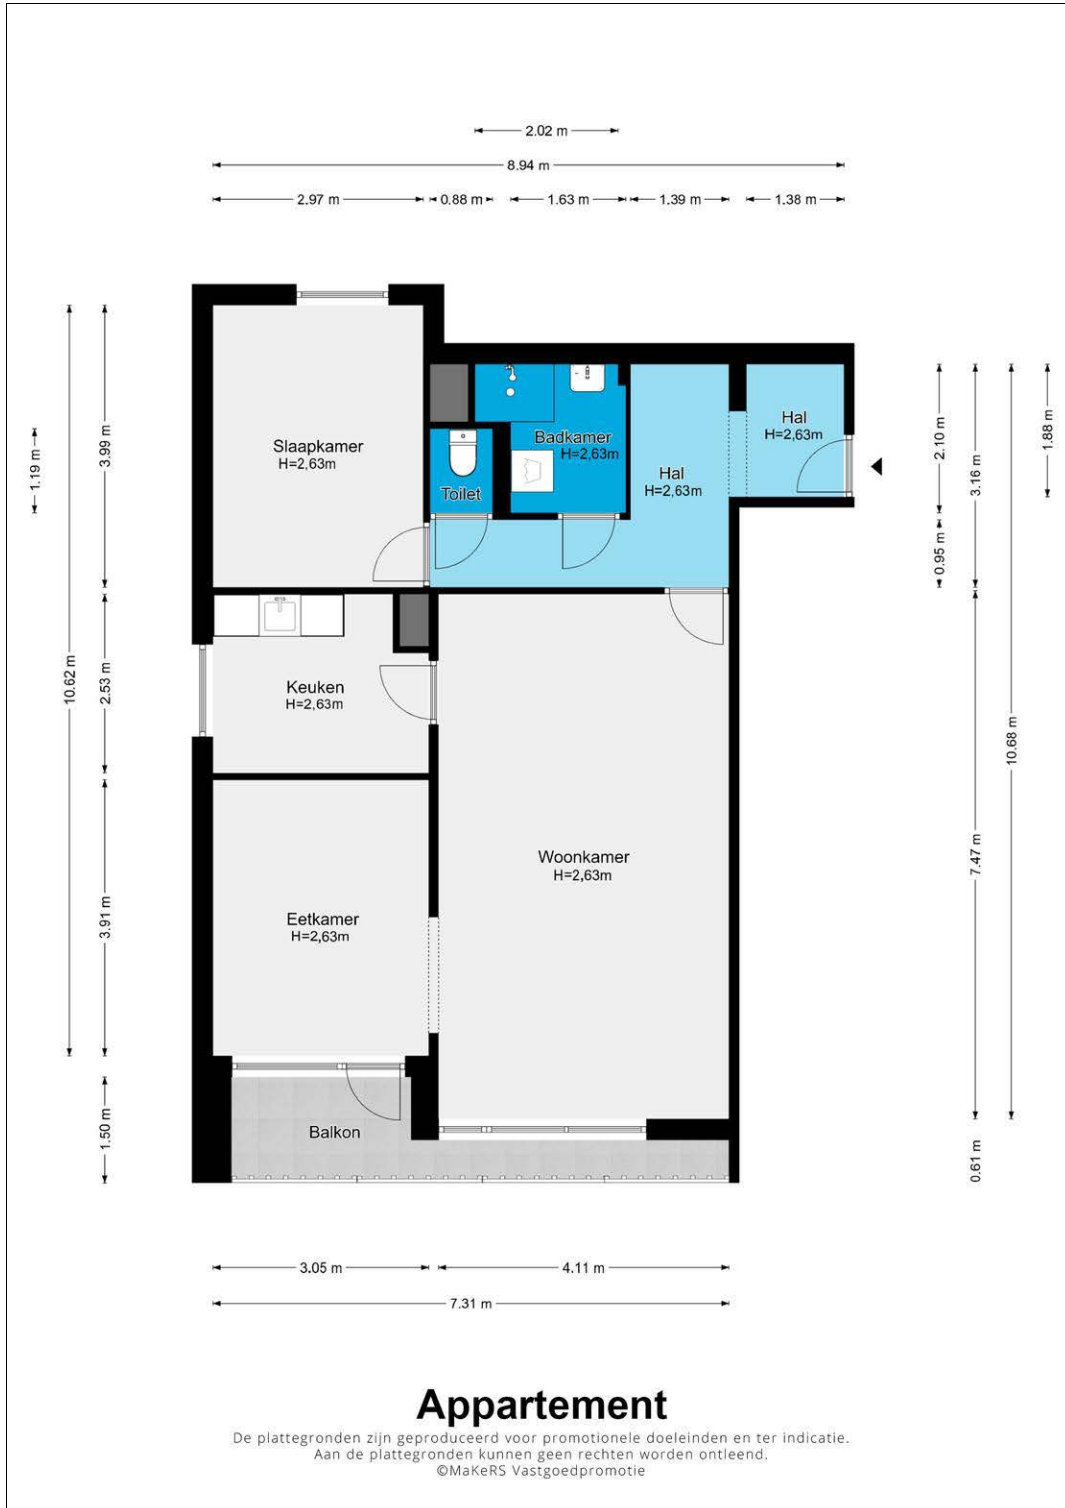 2.02 m
8.94 m
2.97 m
0.88 m
1.63 m
1.39 m
1.38 m
Slaapkamer
H=2,63m
Toilet
Badkamer
H=2,63m
Hal
H=2,63m
Hal
H=2,63m
1.19 m
3.99 m
10.62 m
2.53 m
3.91 m
1.50 m
2.10 m
3.16 m
1.88 m
0.95 m
10.68 m
7.47 m
0.61 m
Keuken
H=2,63m
Woonkamer
H=2,63m
Eetkamer
H=2,63m
Balkon
3.05 m
4.11 m
7.31 m
Appartement
De plattegronden zijn geproduceerd voor promotionele doeleinden en ter indicatie.
Aan de plattegronden kunnen geen rechten worden ontleend.
©MaKeRS Vastgoedpromotie